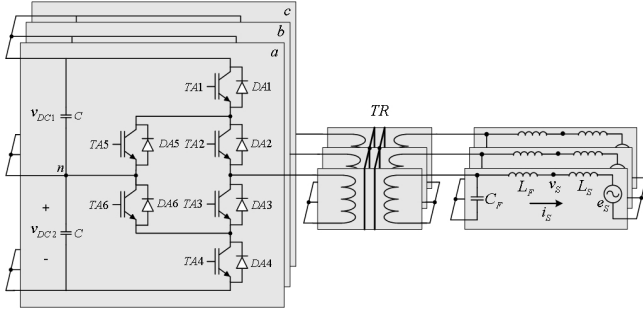 c
b
a
TA1 DA1
TR
v_DC1 C
TA5 DA5 TA2 DA2
n
TA6 DA6 TA3 DA3
L_F v_S L_S
C_F
i_S
e_S
+
v_DC2 C
-
TA4 DA4